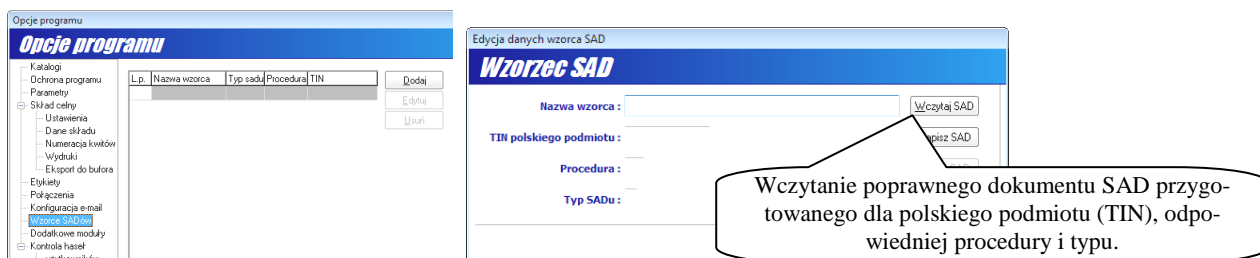 Opcje programu
Opcje programu
Katalogi
Ochrona programu
Parametry
Skład celny
Ustawienia
Dane składu
Numeracja kwitów
Wydruki
Eksport do bufora
Etykiety
Połączenia
Konfiguracja e-mail
Wzorce SADów
Dodatkowe moduły
Kontrola haseł
L.p. Nazwa wzorca Typ sadu Procedura TIN
Dodaj
Edytuj
Usuń
Edycja danych wzorca SAD
Wzorzec SAD
Nazwa wzorca :
Wczytaj SAD
TIN polskiego podmiotu :
pisz SAD
Procedura :
Typ SADu :
Wczytanie poprawnego dokumentu SAD przygo-
towanego dla polskiego podmiotu (TIN), odpo-
wiedniej procedury i typu.